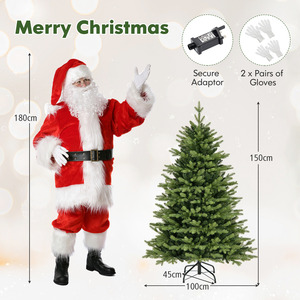 Merry Christmas
Secure
Adaptor
2 x Pairs of
Gloves
180cm
150cm
45cm
100cm